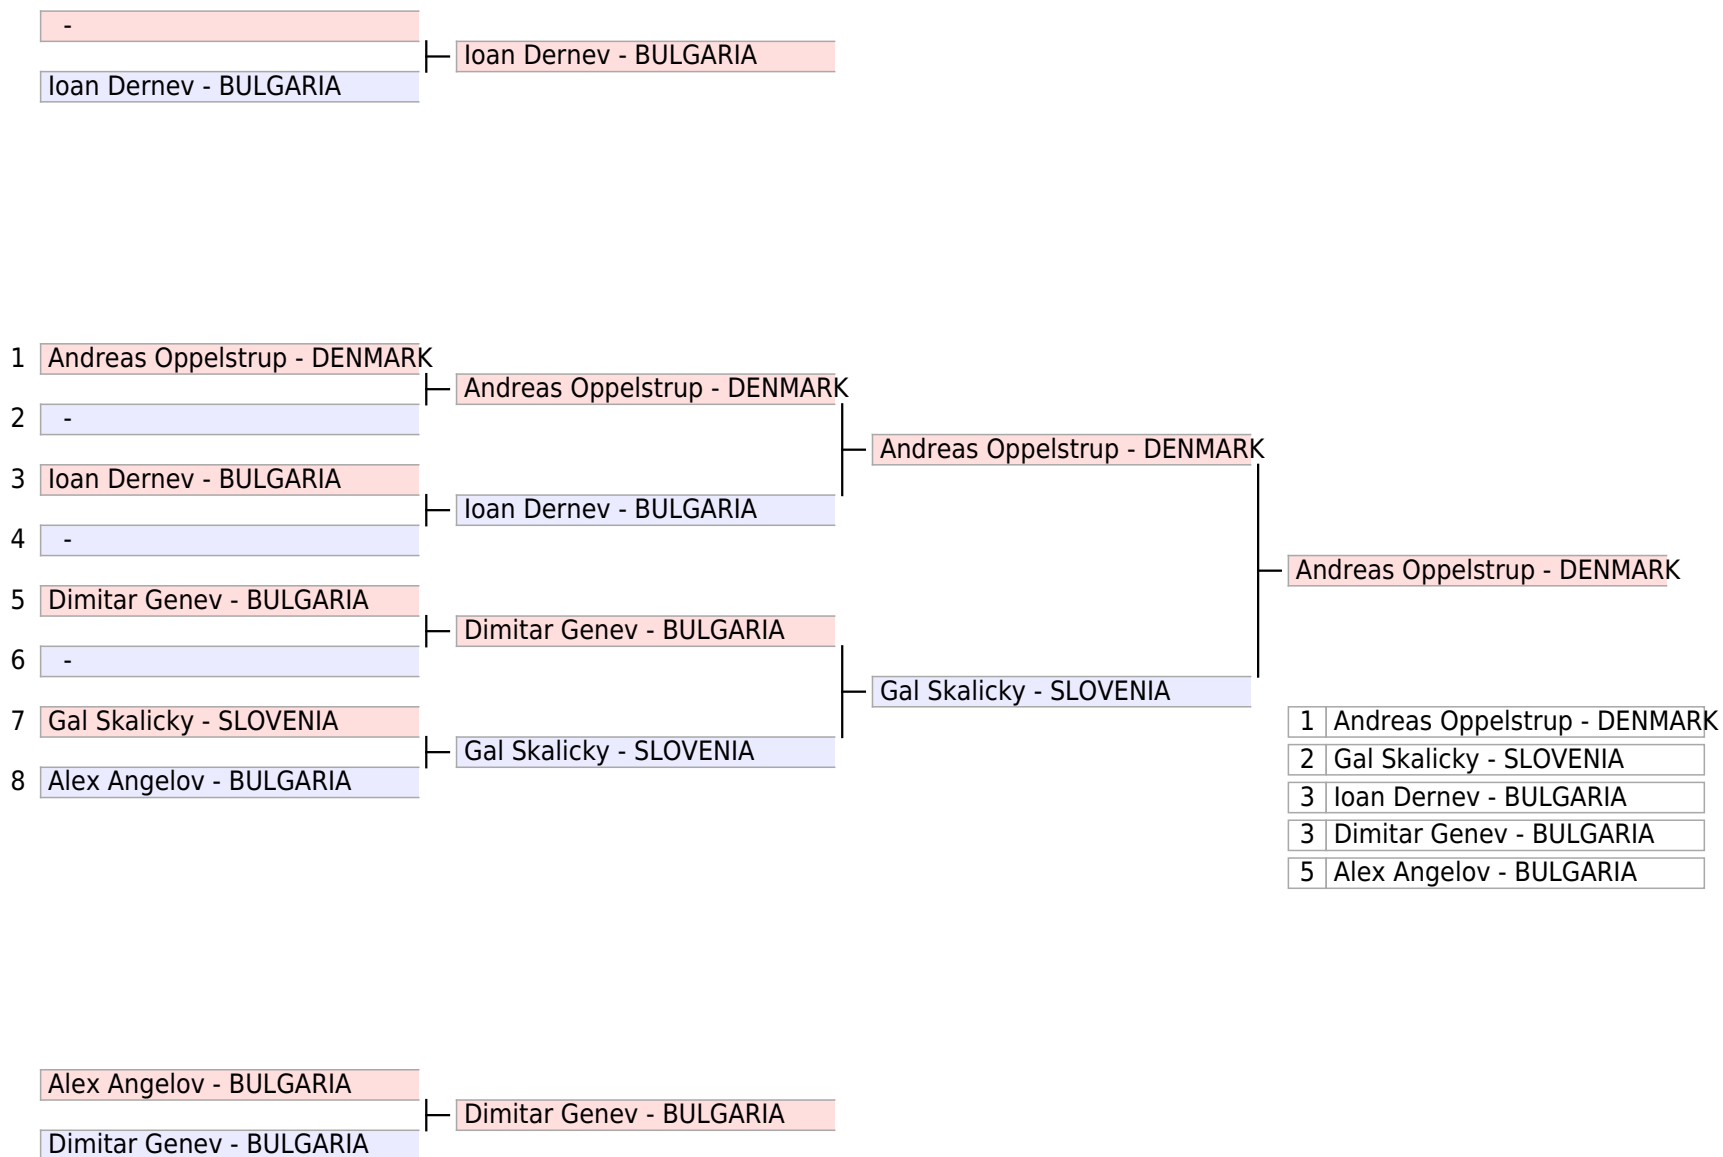 -
Ioan Dernev - BULGARIA
Ioan Dernev - BULGARIA
1 Andreas Oppelstrup - DENMARK
Andreas Oppelstrup - DENMARK
2 -
Andreas Oppelstrup - DENMARK
3 Ioan Dernev - BULGARIA
Ioan Dernev - BULGARIA
4 -
Andreas Oppelstrup - DENMARK
5 Dimitar Genev - BULGARIA
Dimitar Genev - BULGARIA
6 -
Gal Skalicky - SLOVENIA
7 Gal Skalicky - SLOVENIA
Gal Skalicky - SLOVENIA
8 Alex Angelov - BULGARIA
1 Andreas Oppelstrup - DENMARK
2 Gal Skalicky - SLOVENIA
3 Ioan Dernev - BULGARIA
3 Dimitar Genev - BULGARIA
5 Alex Angelov - BULGARIA
Alex Angelov - BULGARIA
Dimitar Genev - BULGARIA
Dimitar Genev - BULGARIA